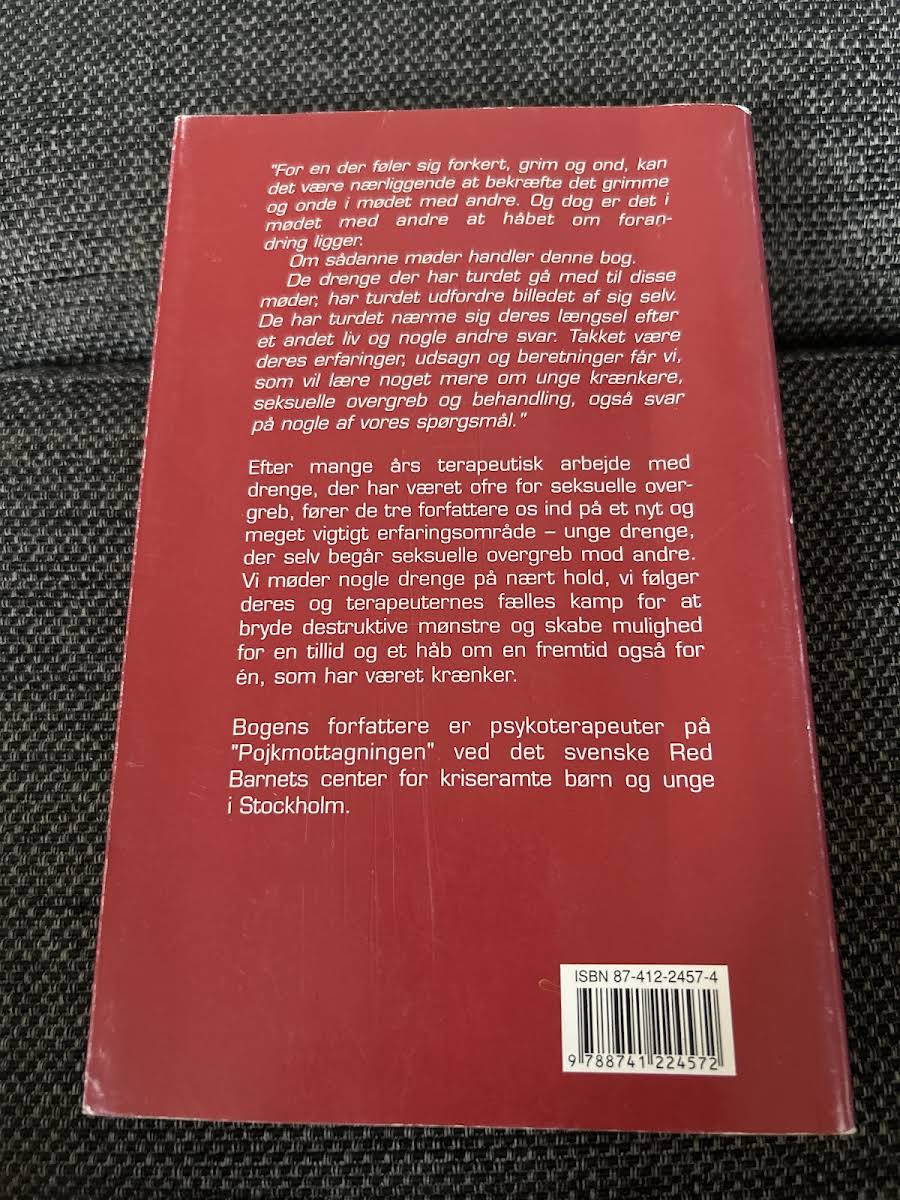 "For en der føler sig forkert, grim og ond, kan
det være nærliggende at bekræfte det grimme
og onde i mødet med andre. Og dog er det i
mødet med andre at håbet om foran-
dring ligger.
Om sådanne møder handler denne bog.
De drenge der har turdet gå med til disse
møder, har turdet udfordre billedet af sig selv.
De har turdet nærme sig deres længsel efter
et andet liv og nogle andre svar. Takket være
deres erfaringer, udsagn og beretninger får vi,
som vil lære noget mere om unge krænkere,
seksuelle overgreb og behandling, også svar
på nogle af vores spørgsmål."
Efter mange års terapeutisk arbejde med
drenge, der har været ofre for seksuelle over-
greb, fører de tre forfattere os ind på et nyt og
meget vigtigt erfaringsområde – unge drenge,
der selv begår seksuelle overgreb mod andre.
Vi møder nogle drenge på nært hold, vi følger
deres og terapeuternes fælles kamp for at
bryde destruktive mønstre og skabe mulighed
for en tillid og et håb om en fremtid også for
én, som har været krænker.
Bogens forfattere er psykoterapeuter på
"Pojkmottagningen" ved det svenske Red
Barnets center for kriseramte børn og unge
i Stockholm.
ISBN 87-412-2457-4
9 788741 224572